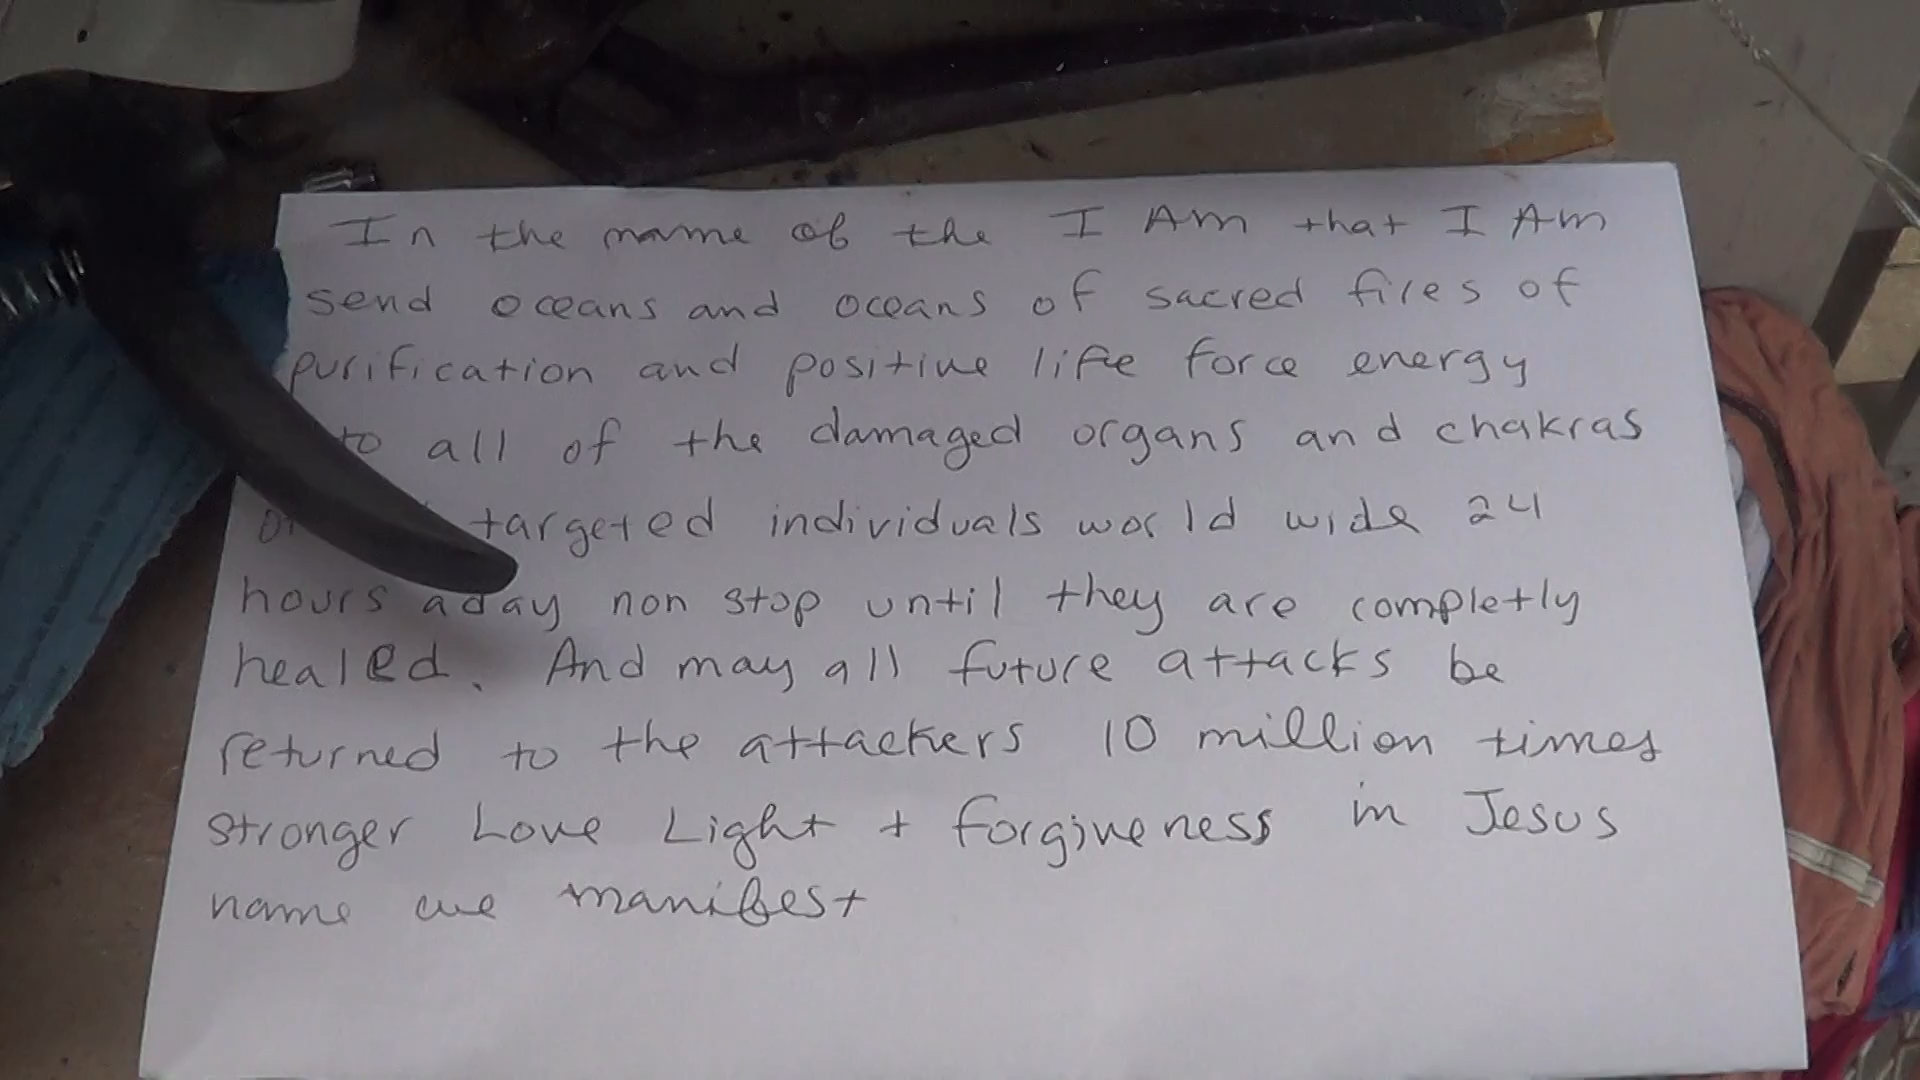 In the name of the I Am that I Am
send oceans and oceans of sacred fires of
purification and positive life force energy
to all of the damaged organs and chakras
targeted individuals world wide 24
hours a day non stop until they are completly
healed. And may all future attacks be
returned to the attackers 10 million times
stronger Love Light + forgiveness in Jesus
name we manifest